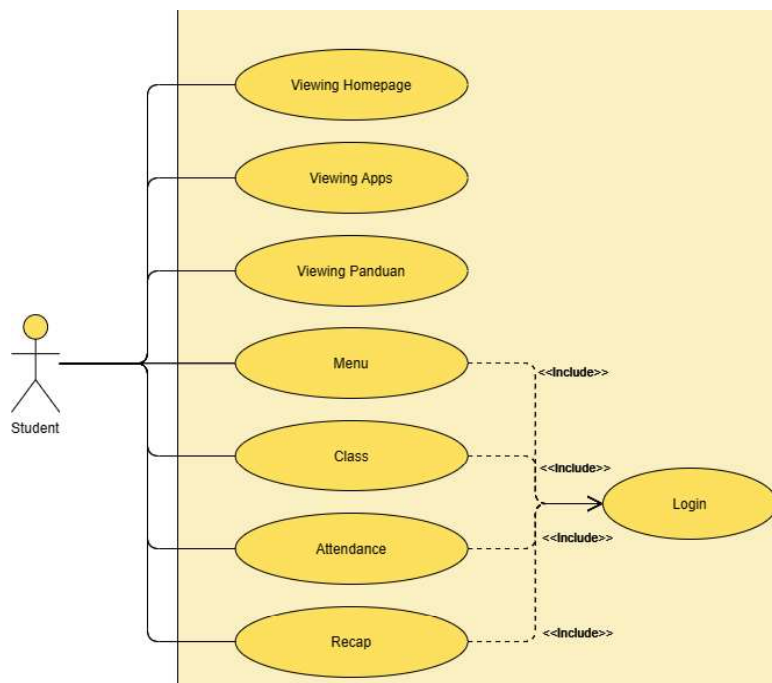 Viewing Homepage
Viewing Apps
Viewing Panduan
Menu
<<Include>>
Student
Class
<<Include>>
Login
Attendance
<<Include>>
Recap
<<Include>>